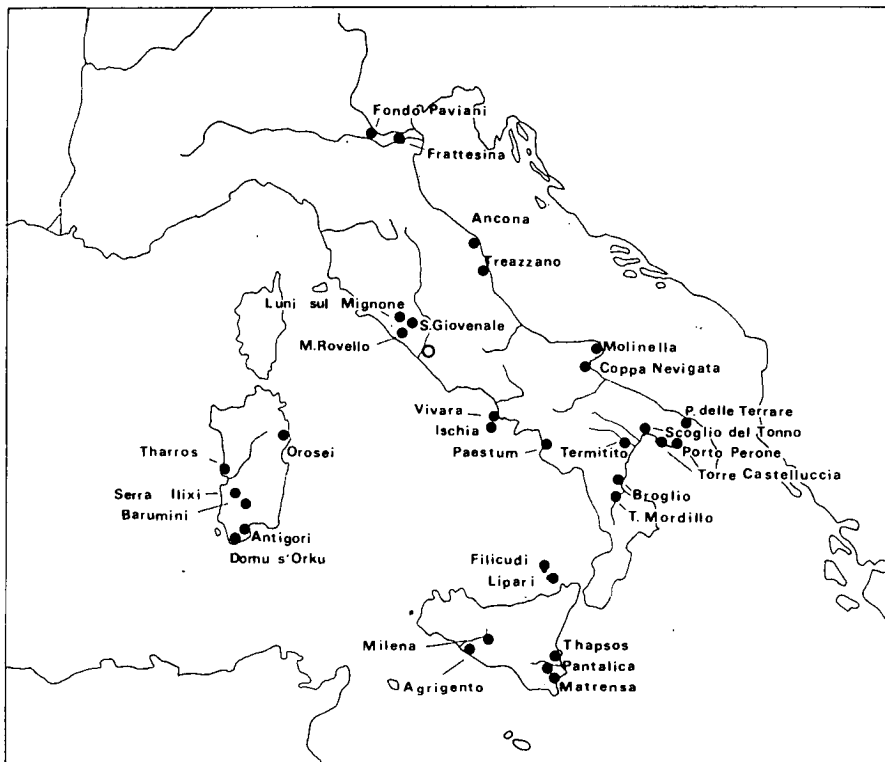 Fondo Paviani
Frattesina
Ancona
Treazzano
Luni sul Mignone
S.Giovenale
M.Rovello
Molinella
Coppa Nevigata
Vivara
Ischia
P. delle Terrare
Scoglio del Tonno
Paestum
Termitito
Porto Perone
Torre Castelluccia
Tharros
Orosei
Serra Ilixi
Barumini
Broglio
T. Mordillo
Antigori
Domu s'Orku
Filicudi
Lipari
Milena
Thapsos
Pantalica
Agrigento
Matrensa